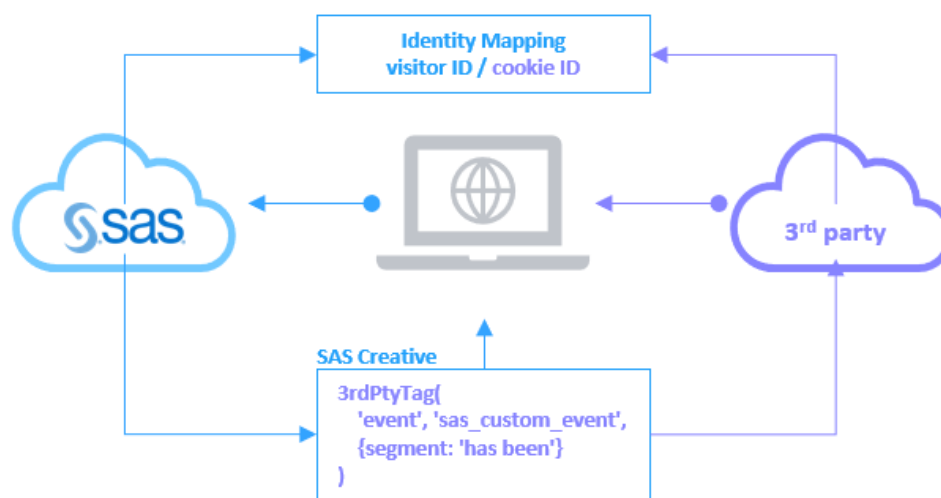 Identity Mapping
visitor ID / cookie ID
sas
3rd party
SAS Creative
3rdPtyTag(
'event', 'sas_custom_event',
{segment: 'has been'}
)